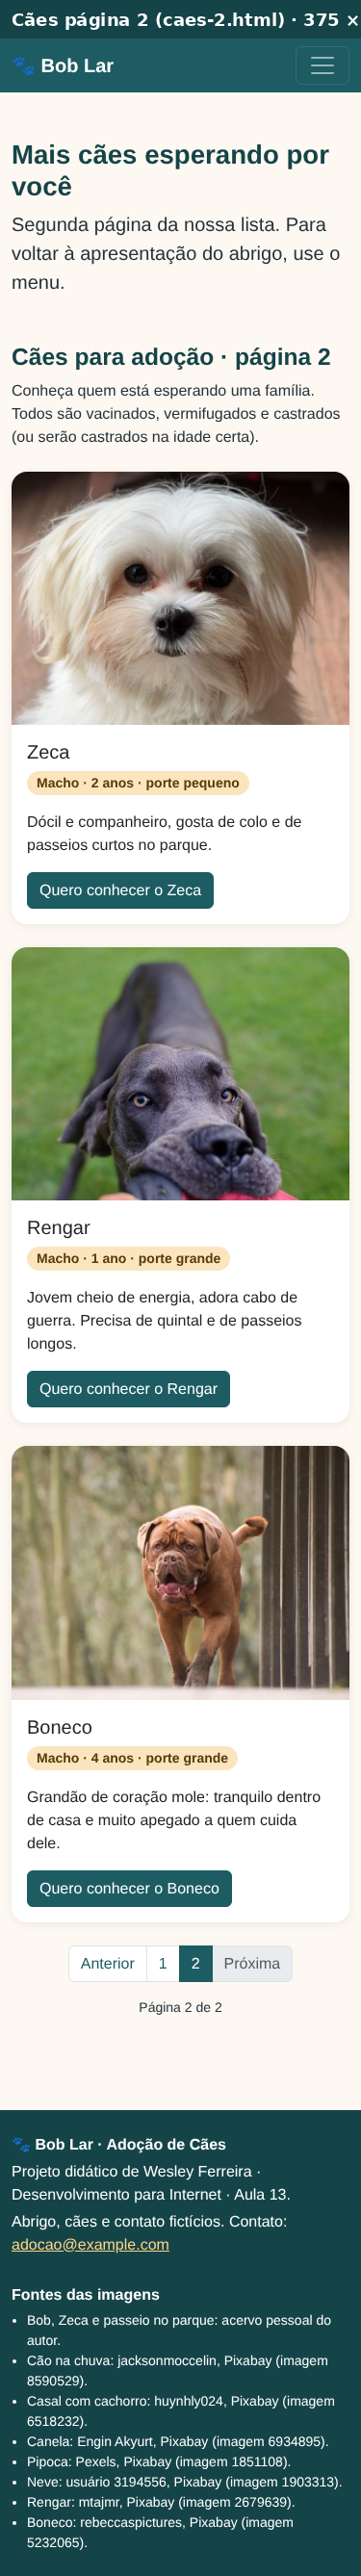 Cães página 2 (caes-2.html) · 375 ×
🐾 Bob Lar
Mais cães esperando por
você
Segunda página da nossa lista. Para
voltar à apresentação do abrigo, use o
menu.
Cães para adoção · página 2
Conheça quem está esperando uma família.
Todos são vacinados, vermifugados e castrados
(ou serão castrados na idade certa).
Zeca
Macho · 2 anos · porte pequeno
Dócil e companheiro, gosta de colo e de
passeios curtos no parque.
Quero conhecer o Zeca
Rengar
Macho · 1 ano · porte grande
Jovem cheio de energia, adora cabo de
guerra. Precisa de quintal e de passeios
longos.
Quero conhecer o Rengar
Boneco
Macho · 4 anos · porte grande
Grandão de coração mole: tranquilo dentro
de casa e muito apegado a quem cuida
dele.
Quero conhecer o Boneco
Anterior 1 2 Próxima
Página 2 de 2
🐾 Bob Lar · Adoção de Cães
Projeto didático de Wesley Ferreira ·
Desenvolvimento para Internet · Aula 13.
Abrigo, cães e contato fictícios. Contato:
adocao@example.com
Fontes das imagens
• Bob, Zeca e passeio no parque: acervo pessoal do
autor.
• Cão na chuva: jacksonmoccelin, Pixabay (imagem
8590529).
• Casal com cachorro: huynhly024, Pixabay (imagem
6518232).
• Canela: Engin Akyurt, Pixabay (imagem 6934895).
• Pipoca: Pexels, Pixabay (imagem 1851108).
• Neve: usuário 3194556, Pixabay (imagem 1903313).
• Rengar: mtajmr, Pixabay (imagem 2679639).
• Boneco: rebeccaspictures, Pixabay (imagem
5232065).